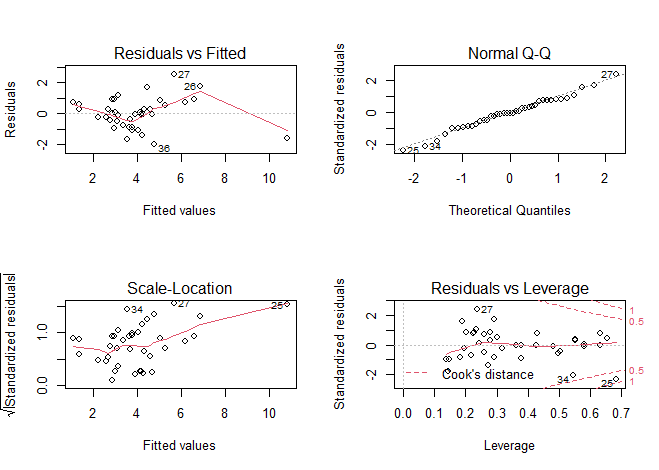 Residuals vs Fitted
Residuals
2
0
-2
27
26
36
2 4 6 8 10
Fitted values
Normal Q-Q
Standardized residuals
2
0
-2
27
25
34
-2 -1 0 1 2
Theoretical Quantiles
Scale-Location
√|Standardized residuals|
1.0
0.0
34
27
25
2 4 6 8 10
Fitted values
Residuals vs Leverage
Standardized residuals
2
0
-2
27
1
0.5
0.5
1
Cook's distance
34
25
0.0 0.1 0.2 0.3 0.4 0.5 0.6 0.7
Leverage